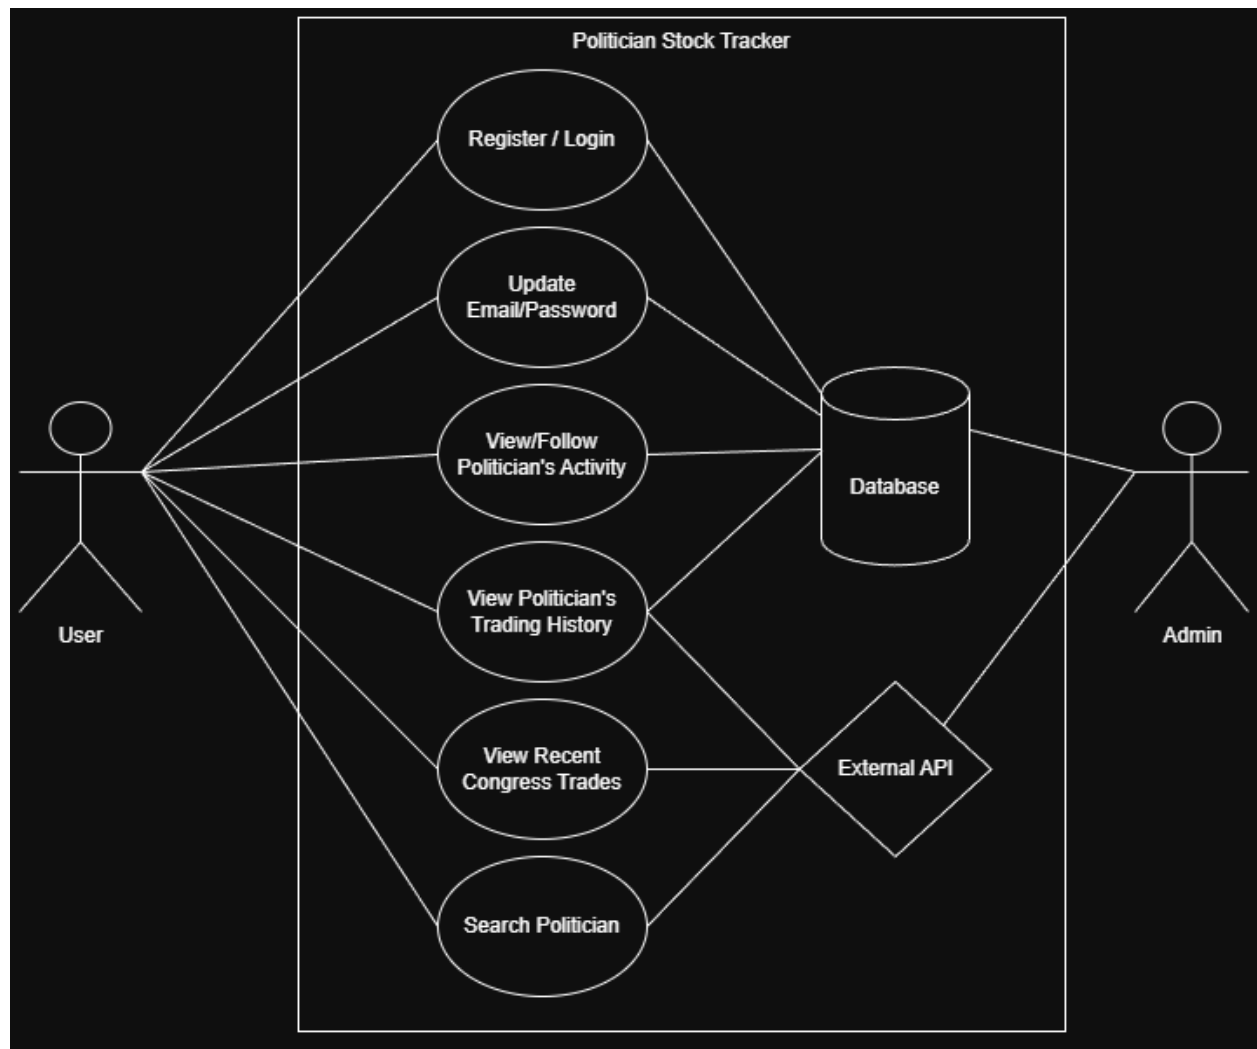 Politician Stock Tracker
Register / Login
Update
Email/Password
View/Follow
Politician's Activity
Database
View Politician's
Trading History
User
Admin
View Recent
Congress Trades
External API
Search Politician